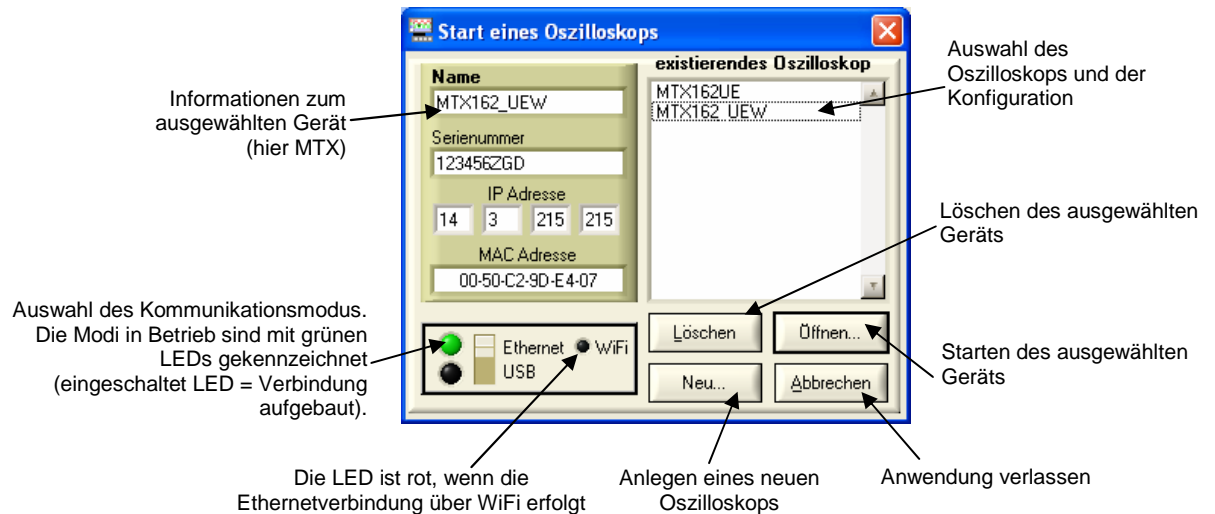 Start eines Oszilloskops
existierendes Oszilloskop
Name
MTX162_UEW
Serienummer
123456ZGD
IP Adresse
14 3 215 215
MAC Adresse
00-50-C2-9D-E4-07
MTX162UE
MTX162_UEW
Ethernet WiFi
USB
Löschen
Öffnen...
Neu...
Abbrechen
Informationen zum
ausgewählten Gerät
(hier MTX)
Auswahl des
Oszilloskops und der
Konfiguration
Löschen des ausgewählten
Geräts
Auswahl des Kommunikationsmodus.
Die Modi in Betrieb sind mit grünen
LEDs gekennzeichnet
(eingeschaltet LED = Verbindung
aufgebaut).
Starten des ausgewählten
Geräts
Die LED ist rot, wenn die
Ethernetverbindung über WiFi erfolgt
Anlegen eines neuen
Oszilloskops
Anwendung verlassen